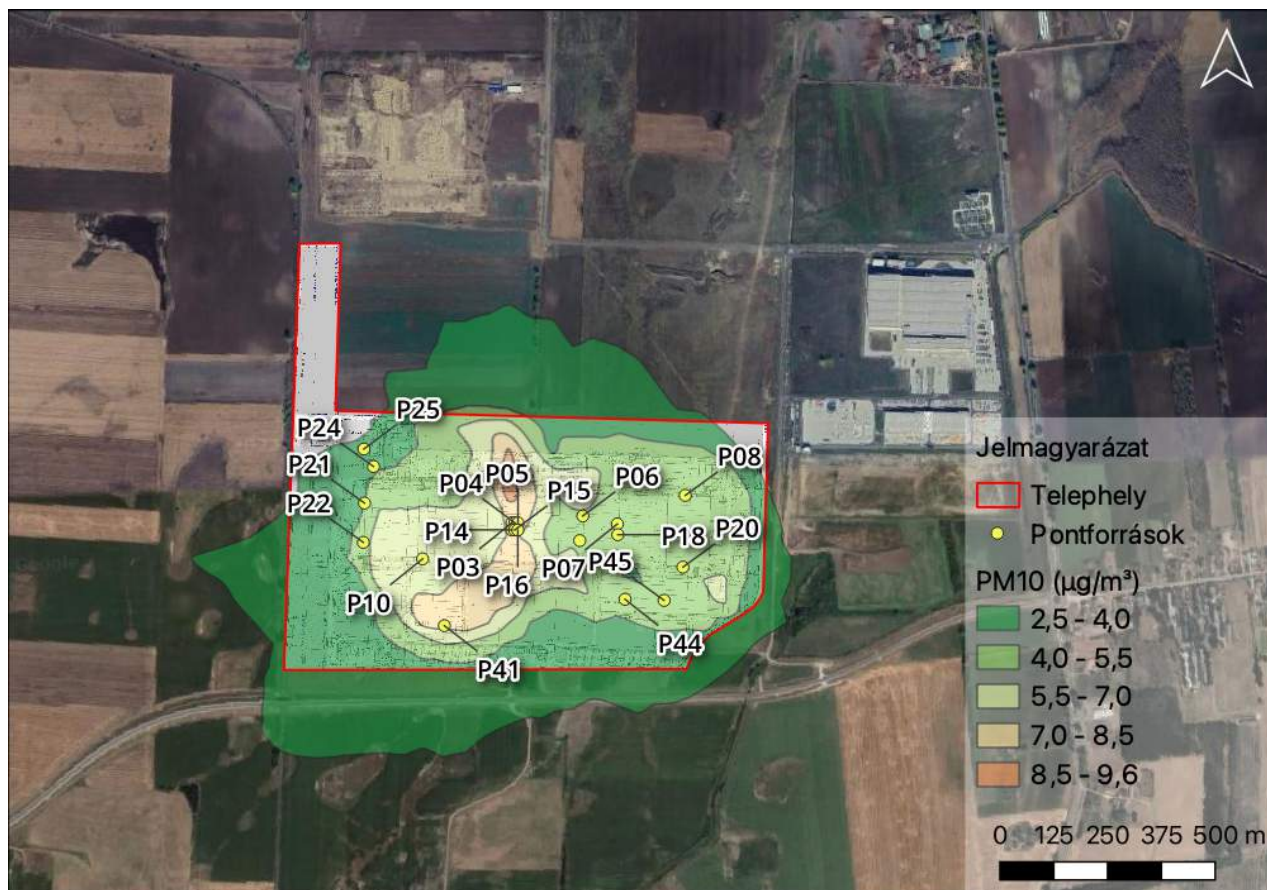 P25
P24
P21
P22
P04
P05
P15
P06
P08
P14
P03
P16
P07
P45
P18
P20
P10
P44
P41
Jelmagyarázat
Telephely
Pontforrások
PM10 (µg/m³)
2,5 - 4,0
4,0 - 5,5
5,5 - 7,0
7,0 - 8,5
8,5 - 9,6
0 125 250 375 500 m